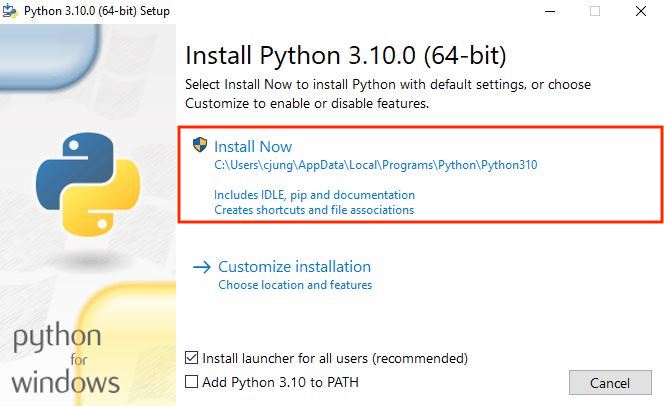 Python 3.10.0 (64-bit) Setup
Install Python 3.10.0 (64-bit)
Select Install Now to install Python with default settings, or choose
Customize to enable or disable features.
Install Now
C:\Users\cjung\AppData\Local\Programs\Python\Python310
Includes IDLE, pip and documentation
Creates shortcuts and file associations
Customize installation
Choose location and features
python
for
windows
Install launcher for all users (recommended)
Add Python 3.10 to PATH
Cancel